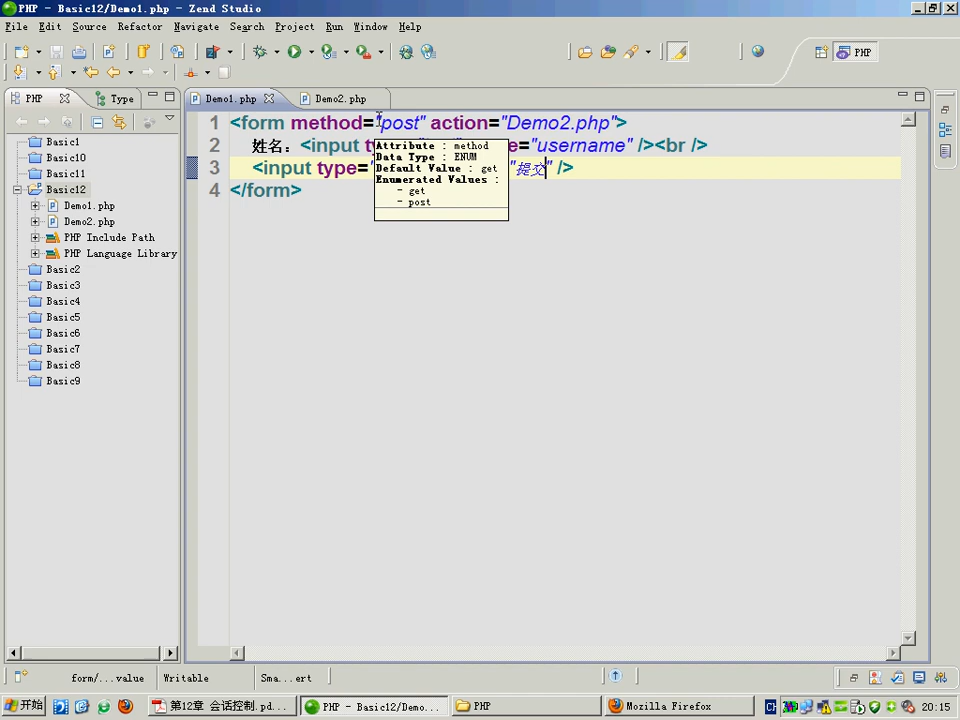 PHP - Basic12/Demo1.php - Zend Studio
File Edit Source Refactor Navigate Search Project Run Window Help
PHP
PHP Type Demo1.php Demo2.php
Basic1
Basic10
Basic11
Basic12
Demo1.php
Demo2.php
PHP Include Path
PHP Language Library
Basic2
Basic3
Basic4
Basic5
Basic6
Basic7
Basic8
Basic9
1 <form method="post" action="Demo2.php">
2 姓名：<input ty e="username" /><br />
3 <input type= "提交" />
4 </form>
Attribute : method
Data Type : ENUM
Default Value : get
Enumerated Values :
- get
- post
form/...value Writable Sma...ert
开始 第12章 会话控制.pd... PHP - Basic12/Demo... PHP Mozilla Firefox CH 20:15